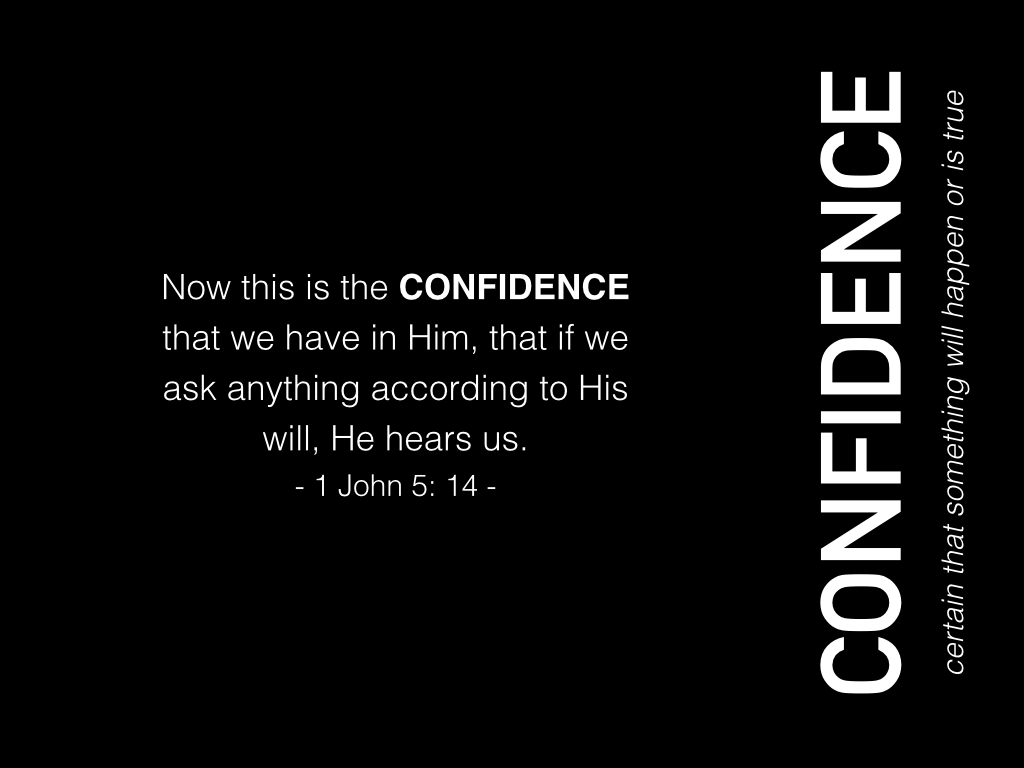 Now this is the CONFIDENCE
that we have in Him, that if we
ask anything according to His
will, He hears us.
- 1 John 5: 14 -
CONFIDENCE
certain that something will happen or is true